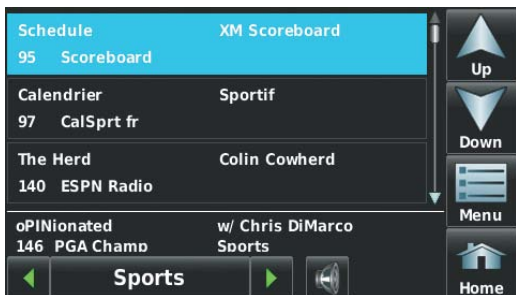 Schedule XM Scoreboard
95 Scoreboard
Calendrier Sportif
97 CalSprt fr
The Herd Colin Cowherd
140 ESPN Radio
oPINionated w/ Chris DiMarco
146 PGA Champ Sports
Sports
Up
Down
Menu
Home